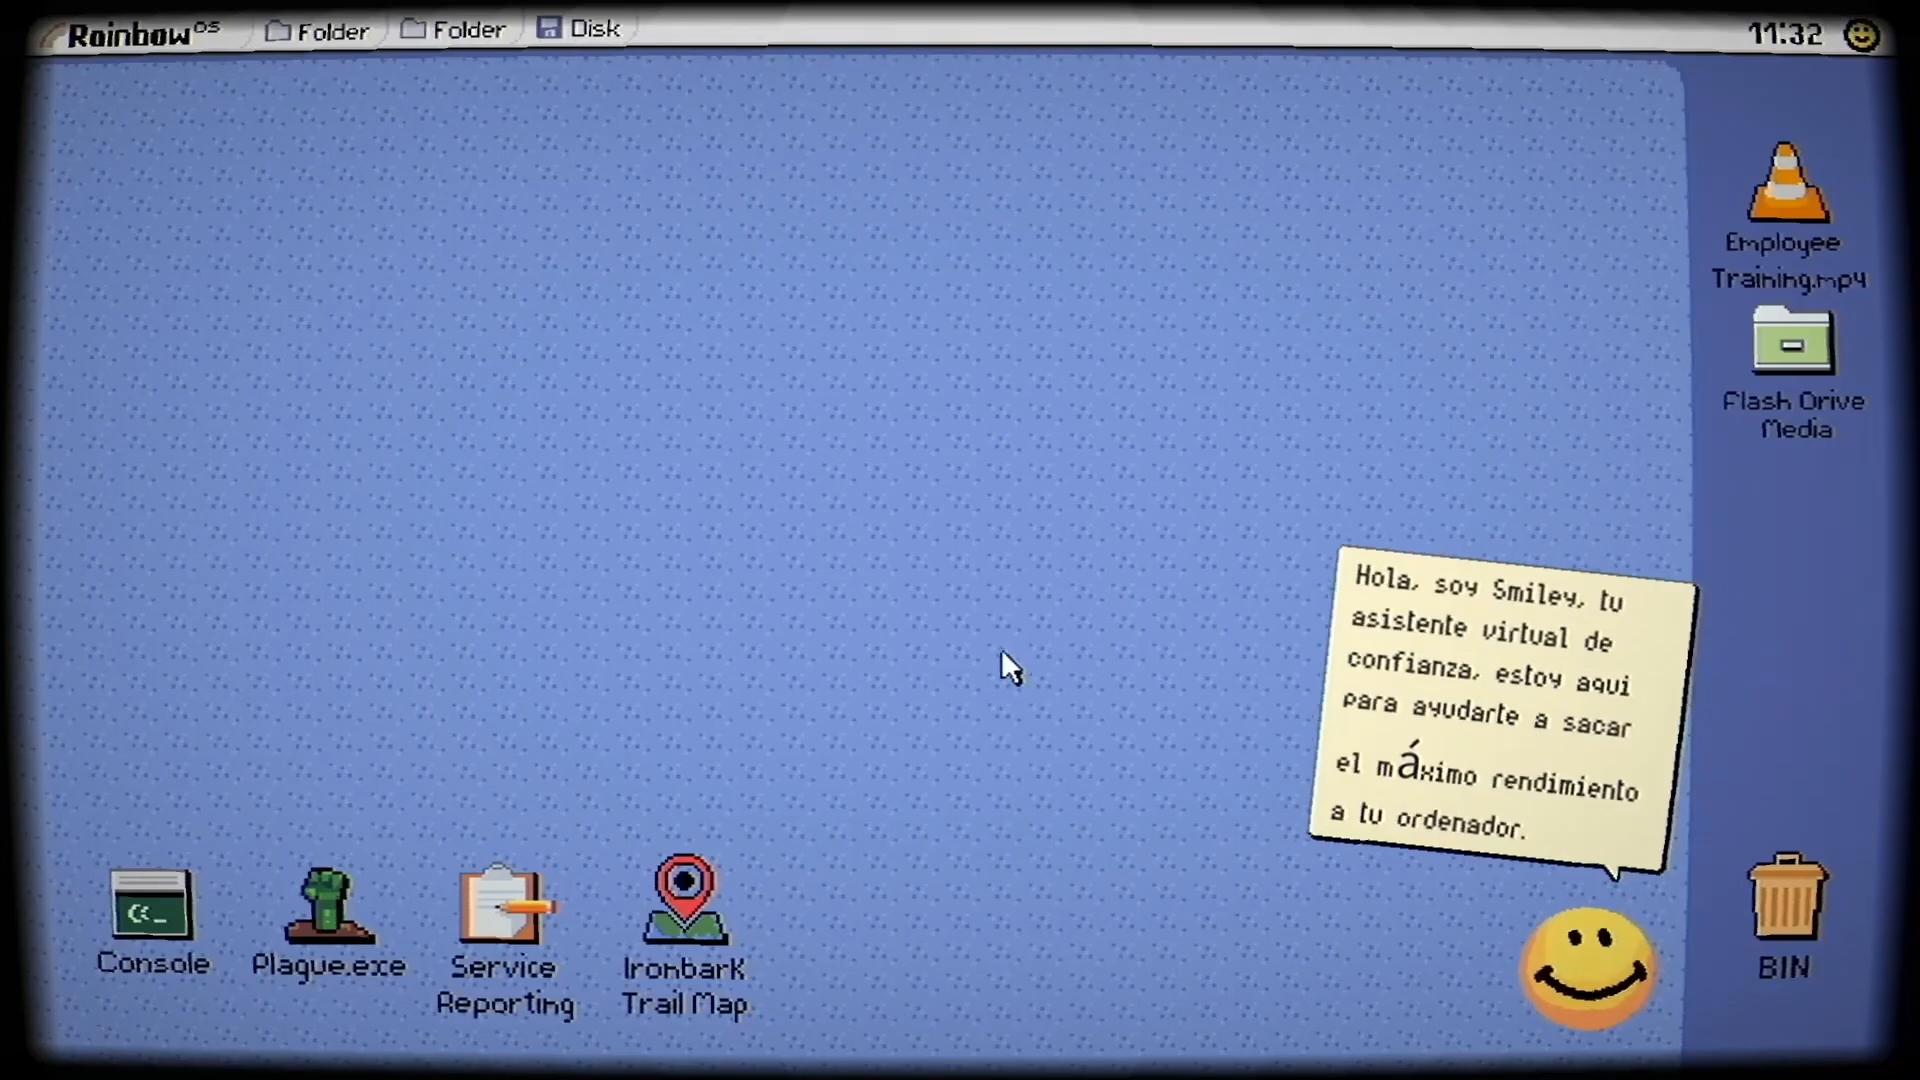 Rainbow OS
Folder
Folder
Disk
11:32
Employee
Training.mp4
Flash Drive
Media
Hola, soy Smiley, tu
asistente virtual de
confianza, estoy aqui
para ayudarte a sacar
el máximo rendimiento
a tu ordenador.
Console
Plague.exe
Service
Reporting
Ironbark
Trail Map
BIN